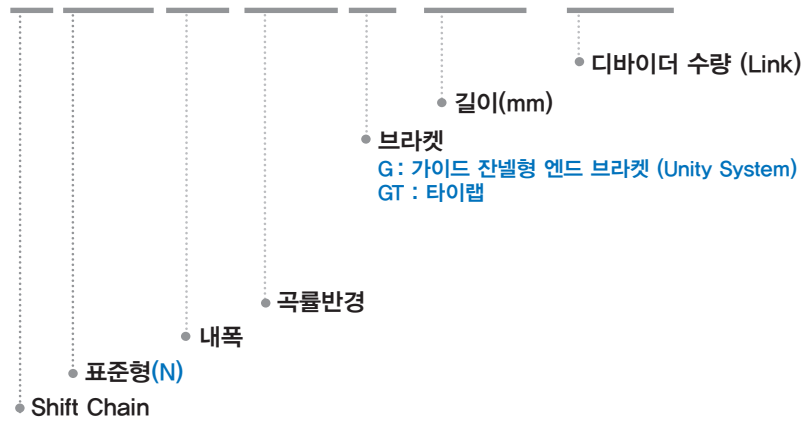 디바이더 수량 (Link)
길이(mm)
브라켓
G : 가이드 잔넬형 엔드 브라켓 (Unity System)
GT : 타이랩
곡률반경
내폭
표준형(N)
Shift Chain